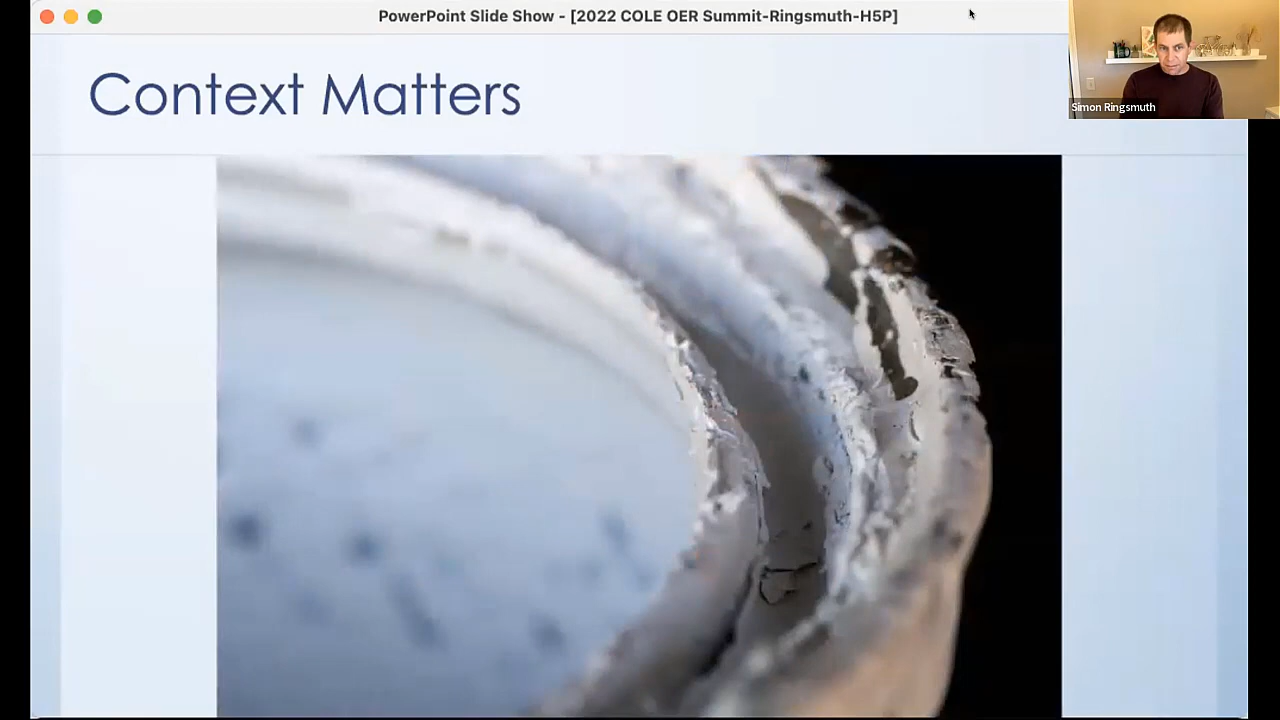 PowerPoint Slide Show - [2022 COLE OER Summit-Ringsmuth-H5P]
Context Matters
Simon Ringsmuth